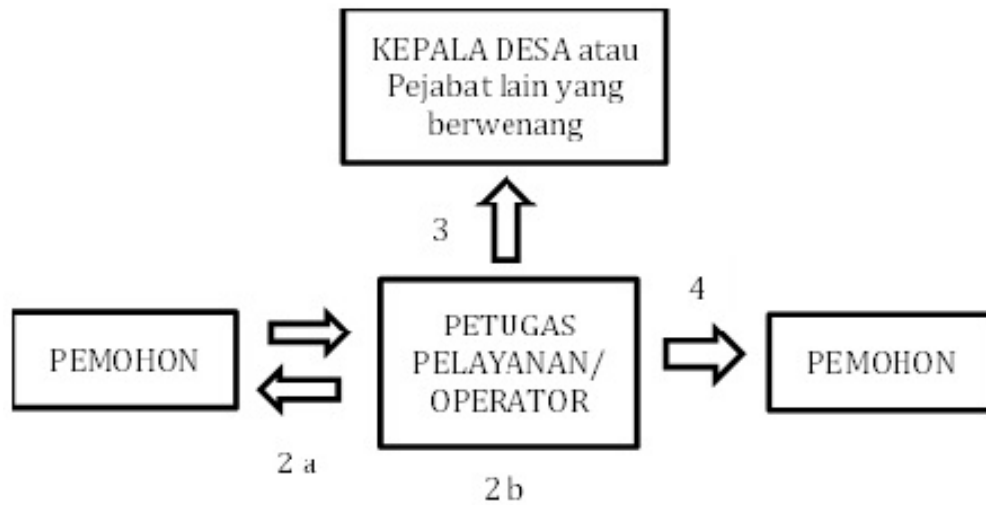 KEPALA DESA atau
Pejabat lain yang
berwenang
3
4
PEMOHON
PETUGAS
PELAYANAN/
OPERATOR
PEMOHON
2 a
2 b